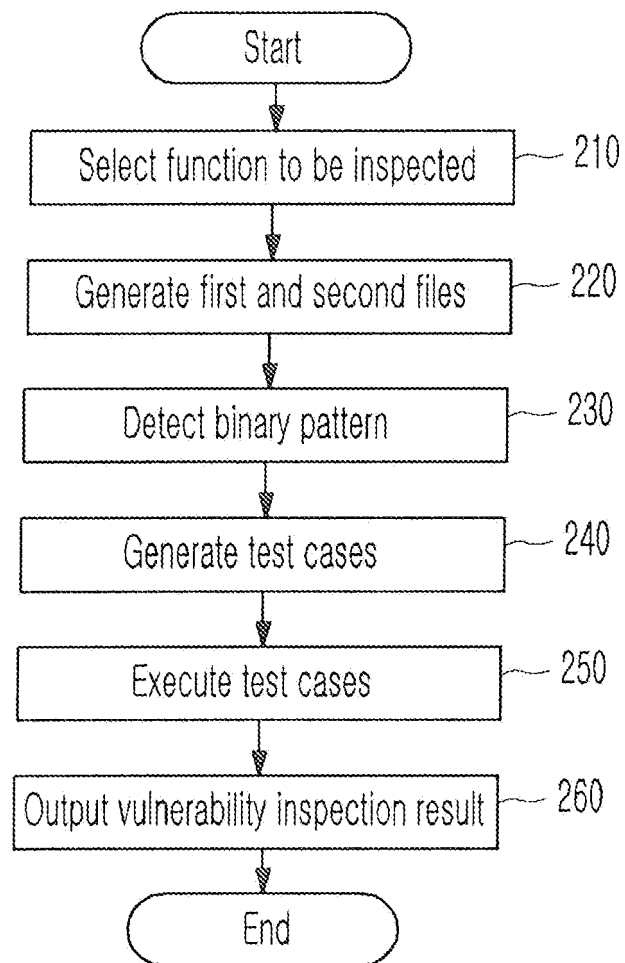 Start
Select function to be inspected 210
Generate first and second files 220
Detect binary pattern 230
Generate test cases 240
Execute test cases 250
Output vulnerability inspection result 260
End